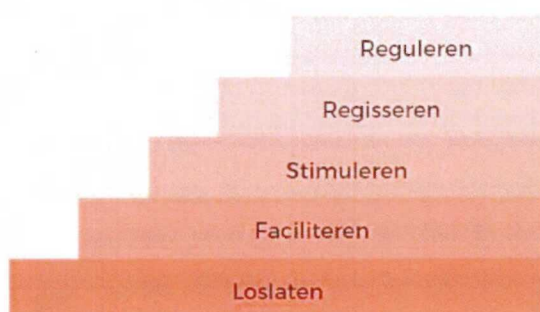 Reguleren
Regisseren
Stimuleren
Faciliteren
Loslaten